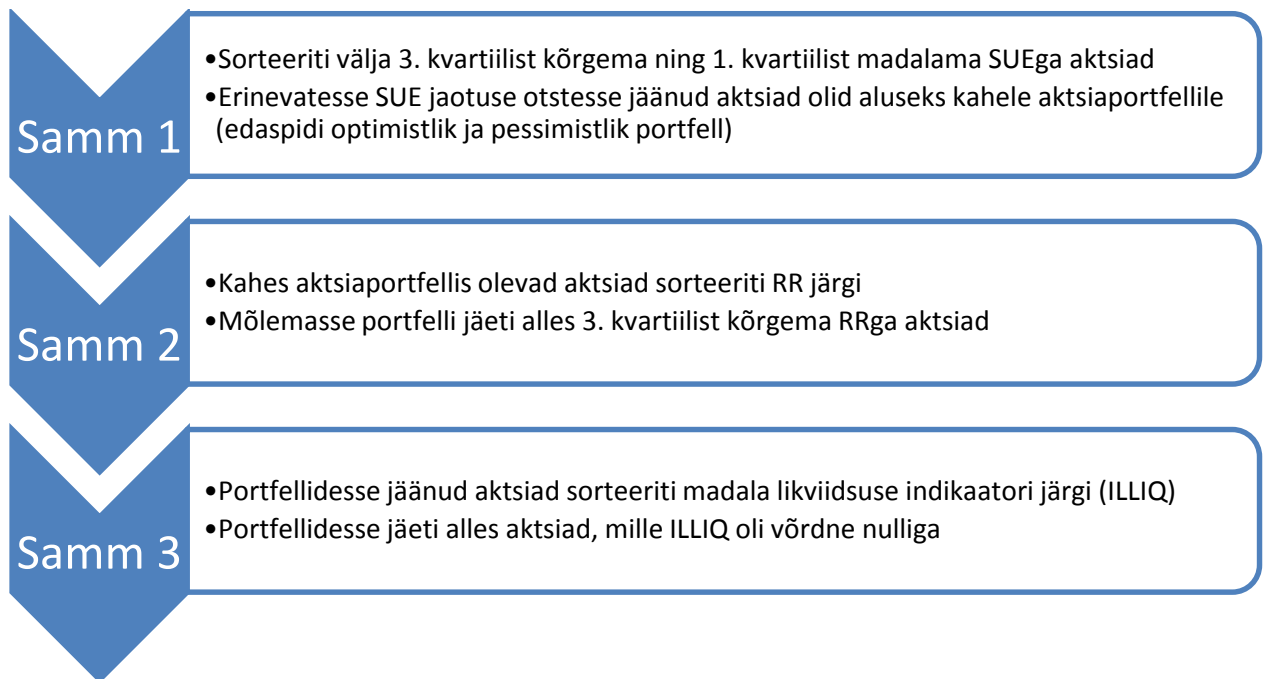 Samm 1
•Sorteeriti välja 3. kvartiilist kõrgema ning 1. kvartiilist madalama SUEga aktsiad
•Erinevatesse SUE jaotuse otstesse jäänud aktsiad olid aluseks kahele aktsiaportfellile
(edaspidi optimistlik ja pessimistlik portfell)
Samm 2
•Kahes aktsiaportfellis olevad aktsiad sorteeriti RR järgi
•Mõlemasse portfelli jäeti alles 3. kvartiilist kõrgema RRga aktsiad
Samm 3
•Portfellidesse jäänud aktsiad sorteeriti madala likviidsuse indikaatori järgi (ILLIQ)
•Portfellidesse jäeti alles aktsiad, mille ILLIQ oli võrdne nulliga